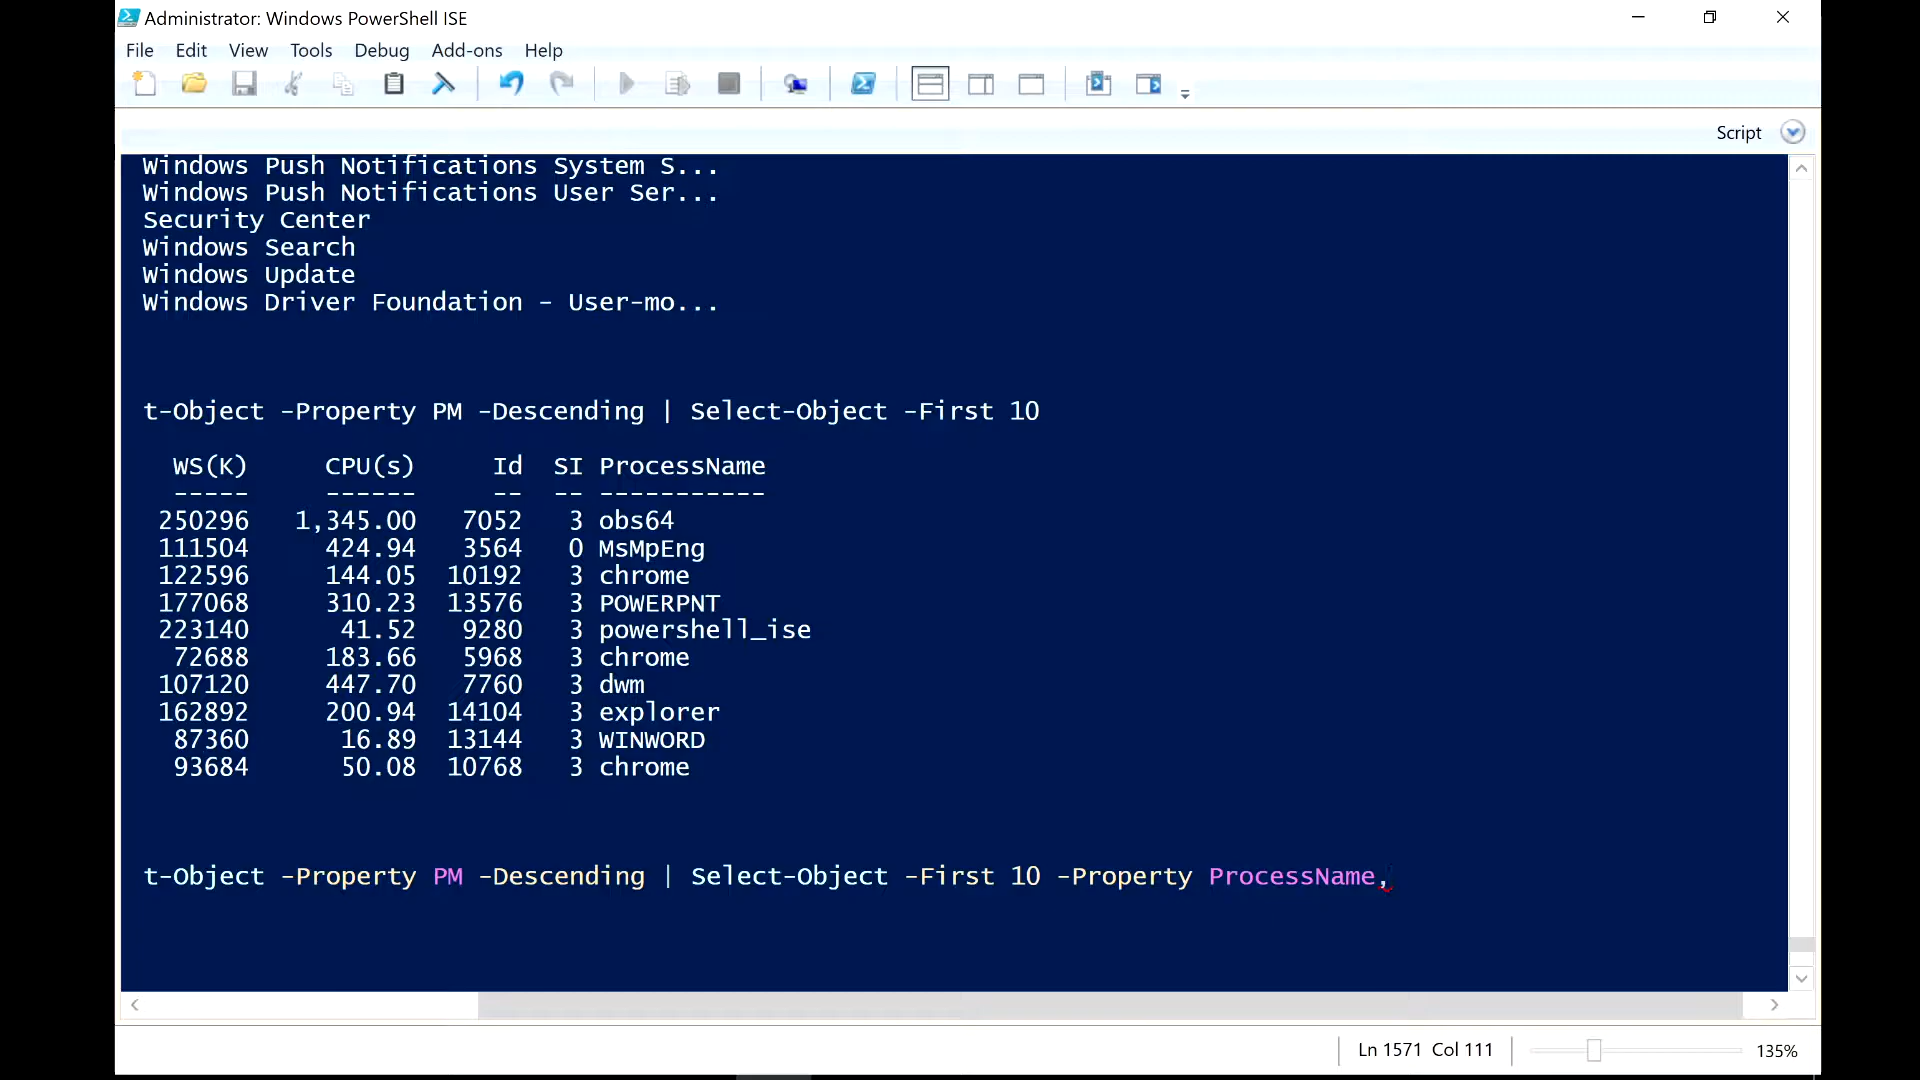 Administrator: Windows PowerShell ISE
File Edit View Tools Debug Add-ons Help
Script
Windows Push Notifications System S...
Windows Push Notifications User Ser...
Security Center
Windows Search
Windows Update
Windows Driver Foundation - User-mo...
t-Object -Property PM -Descending | Select-Object -First 10
WS(K) CPU(s) Id SI ProcessName
----- ------ -- -- -----------
250296 1,345.00 7052 3 obs64
111504 424.94 3564 0 MsMpEng
122596 144.05 10192 3 chrome
177068 310.23 13576 3 POWERPNT
223140 41.52 9280 3 powershell_ise
72688 183.66 5968 3 chrome
107120 447.70 7760 3 dwm
162892 200.94 14104 3 explorer
87360 16.89 13144 3 WINWORD
93684 50.08 10768 3 chrome
t-Object -Property PM -Descending | Select-Object -First 10 -Property ProcessName,
Ln 1571 Col 111 135%